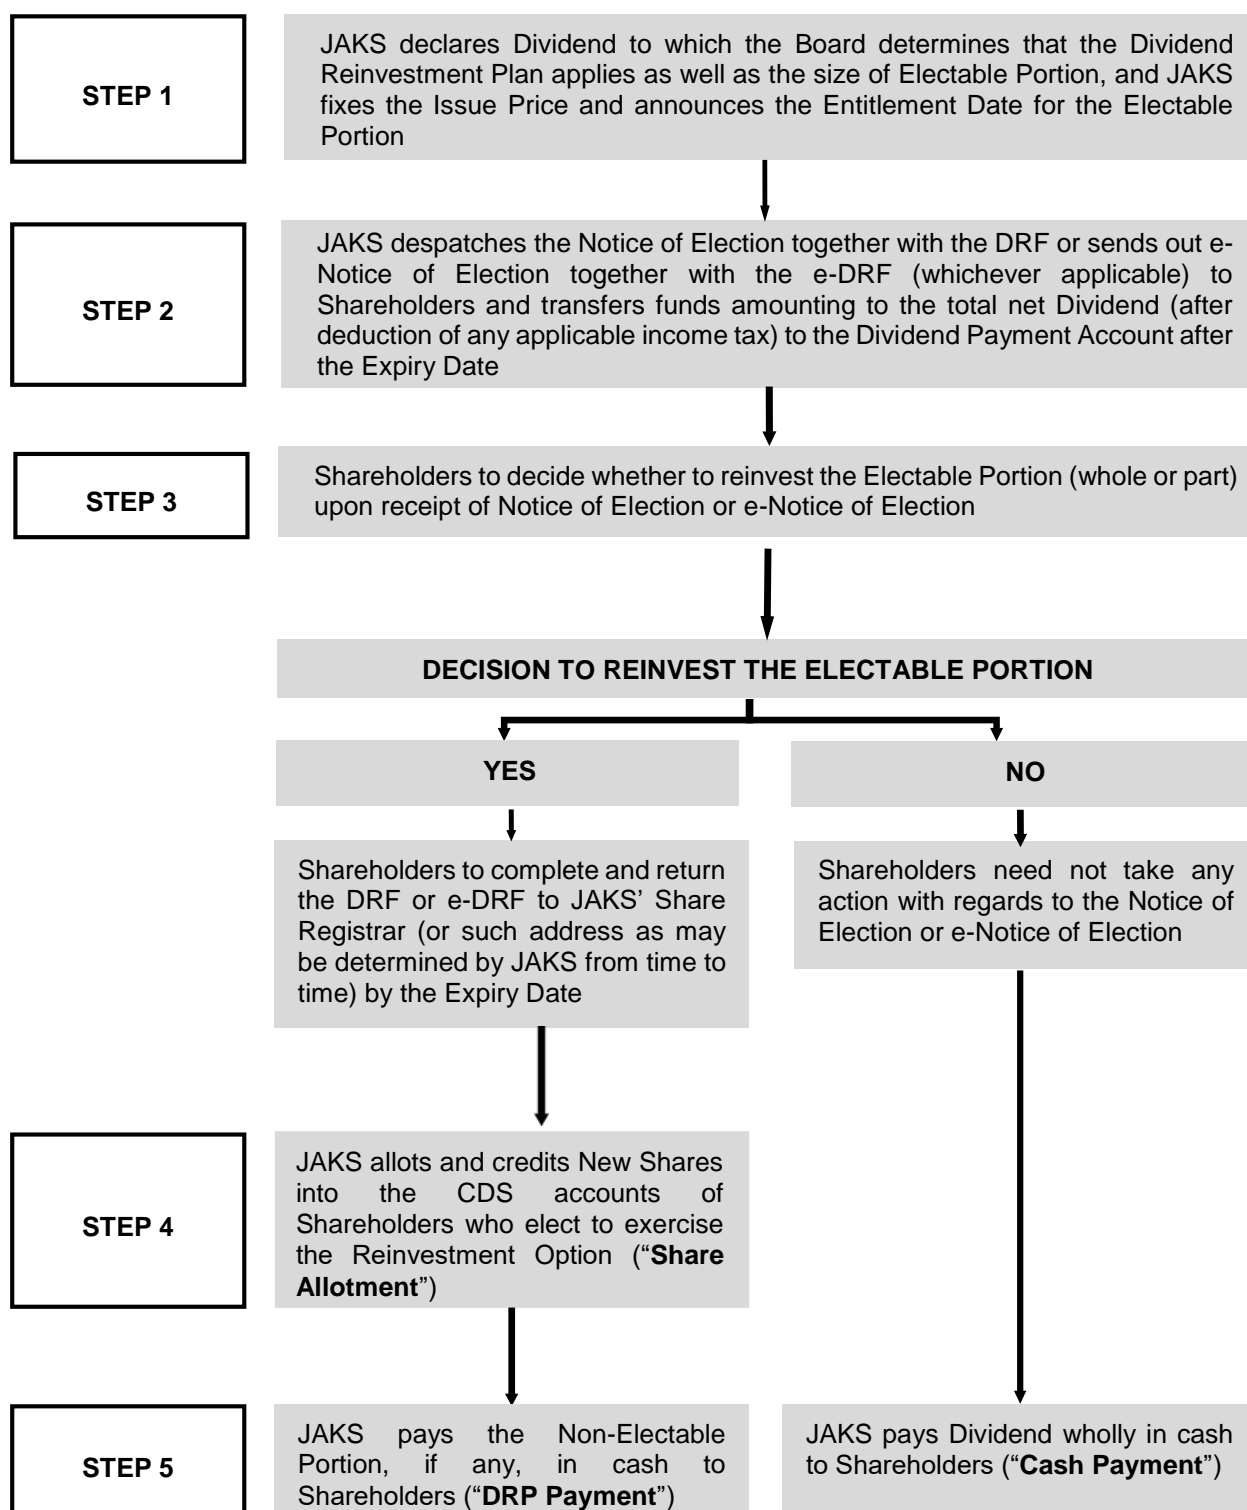 STEP 1
JAKS declares Dividend to which the Board determines that the Dividend
Reinvestment Plan applies as well as the size of Electable Portion, and JAKS
fixes the Issue Price and announces the Entitlement Date for the Electable
Portion
STEP 2
JAKS despatches the Notice of Election together with the DRF or sends out e-
Notice of Election together with the e-DRF (whichever applicable) to
Shareholders and transfers funds amounting to the total net Dividend (after
deduction of any applicable income tax) to the Dividend Payment Account after
the Expiry Date
STEP 3
Shareholders to decide whether to reinvest the Electable Portion (whole or part)
upon receipt of Notice of Election or e-Notice of Election
DECISION TO REINVEST THE ELECTABLE PORTION
YES
NO
Shareholders to complete and return
the DRF or e-DRF to JAKS’ Share
Registrar (or such address as may
be determined by JAKS from time to
time) by the Expiry Date
Shareholders need not take any
action with regards to the Notice of
Election or e-Notice of Election
STEP 4
JAKS allots and credits New Shares
into the CDS accounts of
Shareholders who elect to exercise
the Reinvestment Option (“Share
Allotment”)
STEP 5
JAKS pays the Non-Electable
Portion, if any, in cash to
Shareholders (“DRP Payment”)
JAKS pays Dividend wholly in cash
to Shareholders (“Cash Payment”)